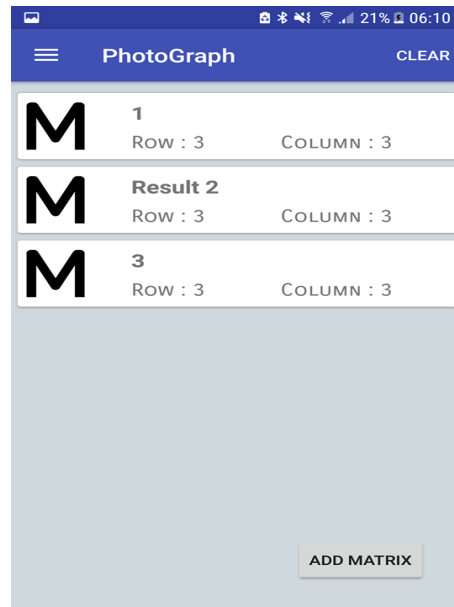 21% 06:10
PhotoGraph CLEAR
M 1
Row : 3 Column : 3
M Result 2
Row : 3 Column : 3
M 3
Row : 3 Column : 3
ADD MATRIX